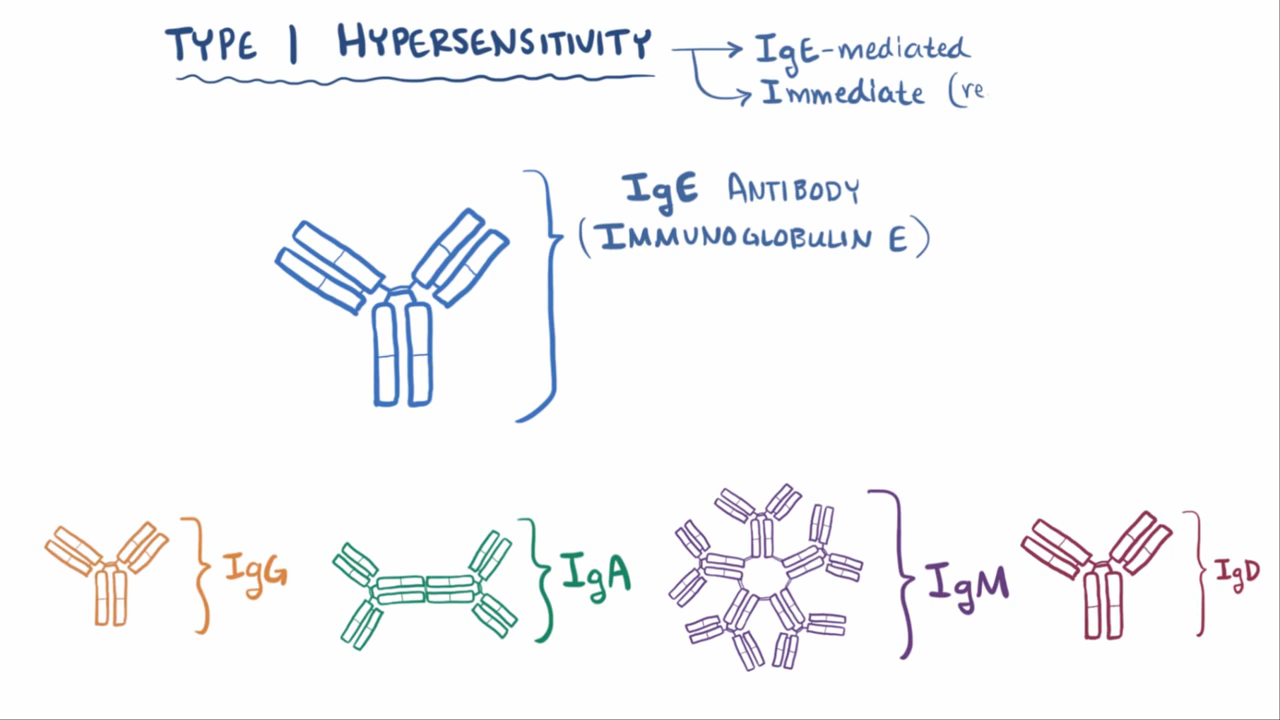 TYPE 1 HYPERSENSITIVITY
IgE-mediated
Immediate (re
IgE ANTIBODY
(IMMUNOGLOBULIN E)
IgG
IgA
IgM
IgD